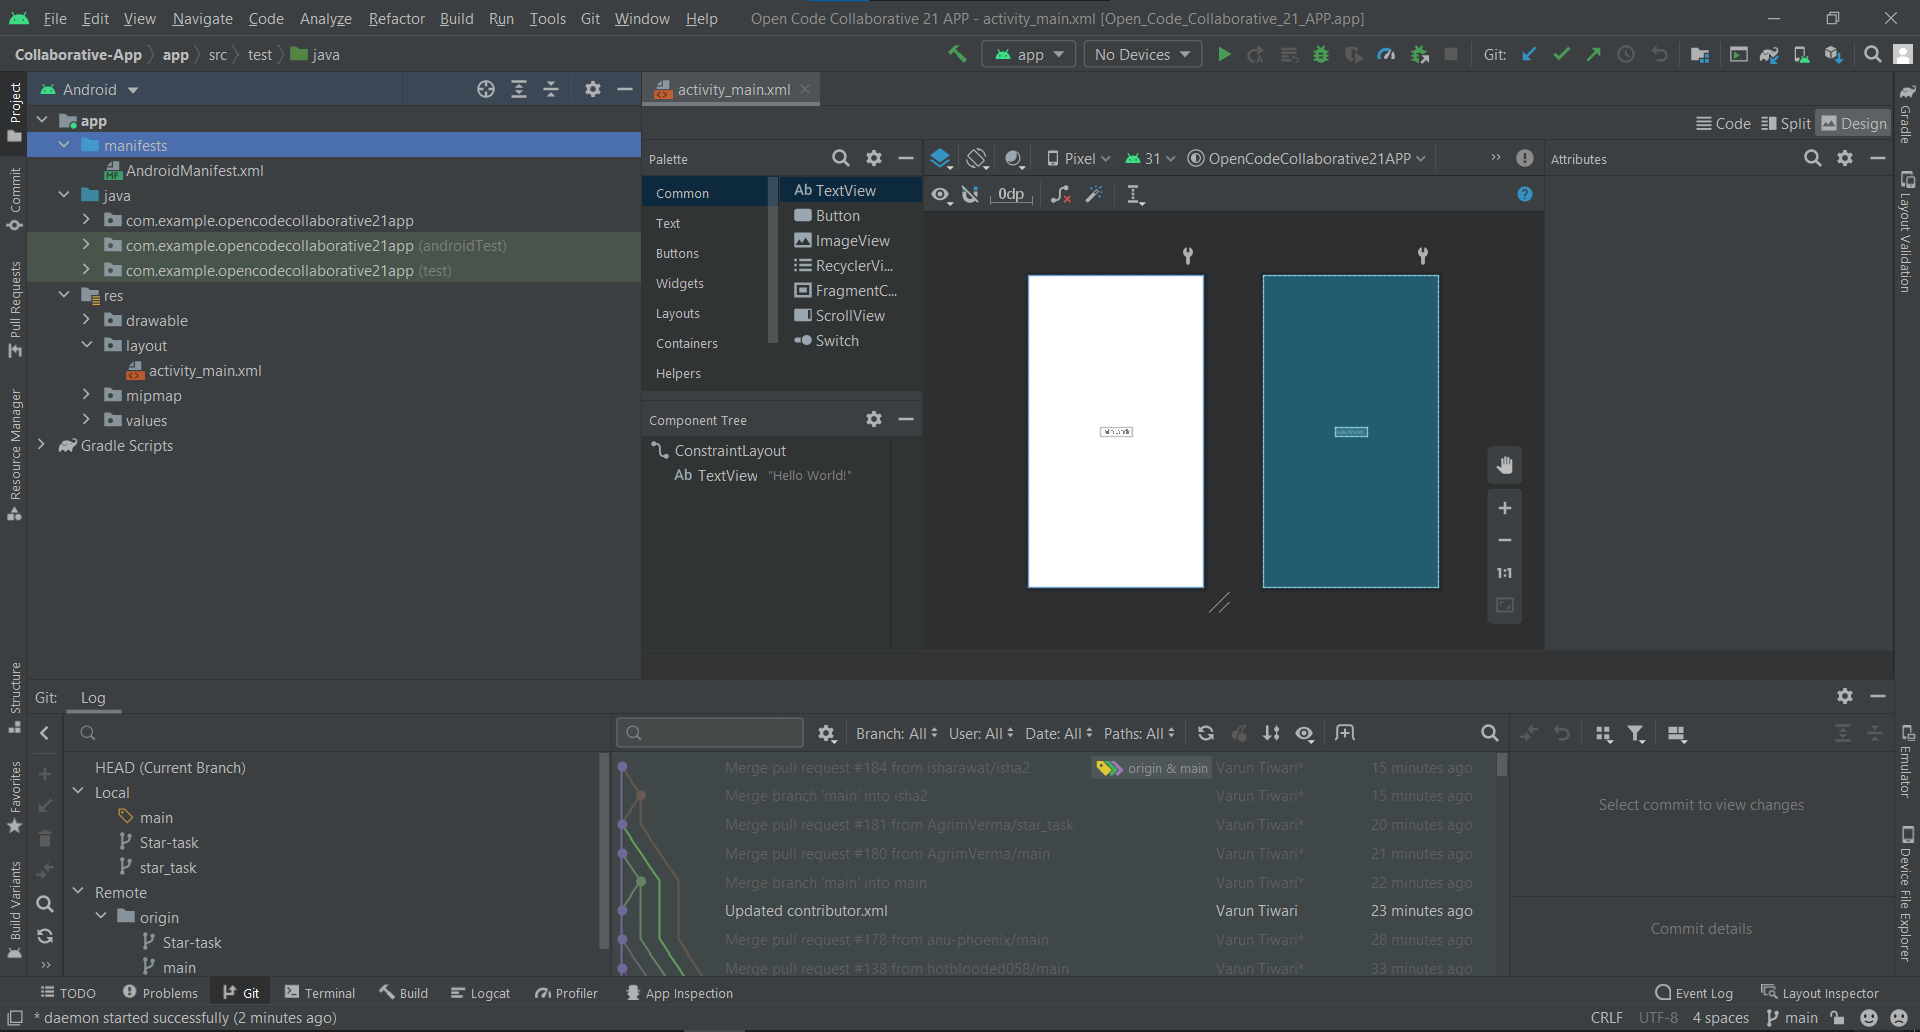 File Edit View Navigate Code Analyze Refactor Build Run Tools Git Window Help Open Code Collaborative 21 APP - activity_main.xml [Open_Code_Collaborative_21_APP.app]
Collaborative-App app src test java app No Devices Git:
Project
Commit
Pull Requests
Resource Manager
Structure
Favorites
Build Variants
Android
app
manifests
AndroidManifest.xml
java
com.example.opencodecollaborative21app
com.example.opencodecollaborative21app (androidTest)
com.example.opencodecollaborative21app (test)
res
drawable
layout
activity_main.xml
mipmap
values
Gradle Scripts
activity_main.xml
Code Split Design
Palette
Common
Text
Buttons
Widgets
Layouts
Containers
Helpers
Ab TextView
Button
ImageView
RecyclerVi...
FragmentC...
ScrollView
Switch
Component Tree
ConstraintLayout
Ab TextView "Hello World!"
Pixel 31 OpenCodeCollaborative21APP
0dp
1:1
Attributes
Gradle
Layout Validation
Emulator
Device File Explorer
Git: Log
HEAD (Current Branch)
Local
main
Star-task
star_task
Remote
origin
Star-task
main
Branch: All User: All Date: All Paths: All
Merge pull request #184 from isharawat/isha2 origin & main Varun Tiwari* 15 minutes ago
Merge branch 'main' into isha2 Varun Tiwari* 15 minutes ago
Merge pull request #181 from AgrimVerma/star_task Varun Tiwari* 20 minutes ago
Merge pull request #180 from AgrimVerma/main Varun Tiwari* 21 minutes ago
Merge branch 'main' into main Varun Tiwari* 22 minutes ago
Updated contributor.xml Varun Tiwari 23 minutes ago
Merge pull request #178 from anu-phoenix/main Varun Tiwari* 28 minutes ago
Merge pull request #138 from hotblooded058/main Varun Tiwari* 33 minutes ago
Select commit to view changes
Commit details
TODO Problems Git Terminal Build Logcat Profiler App Inspection Event Log Layout Inspector
* daemon started successfully (2 minutes ago) CRLF UTF-8 4 spaces main